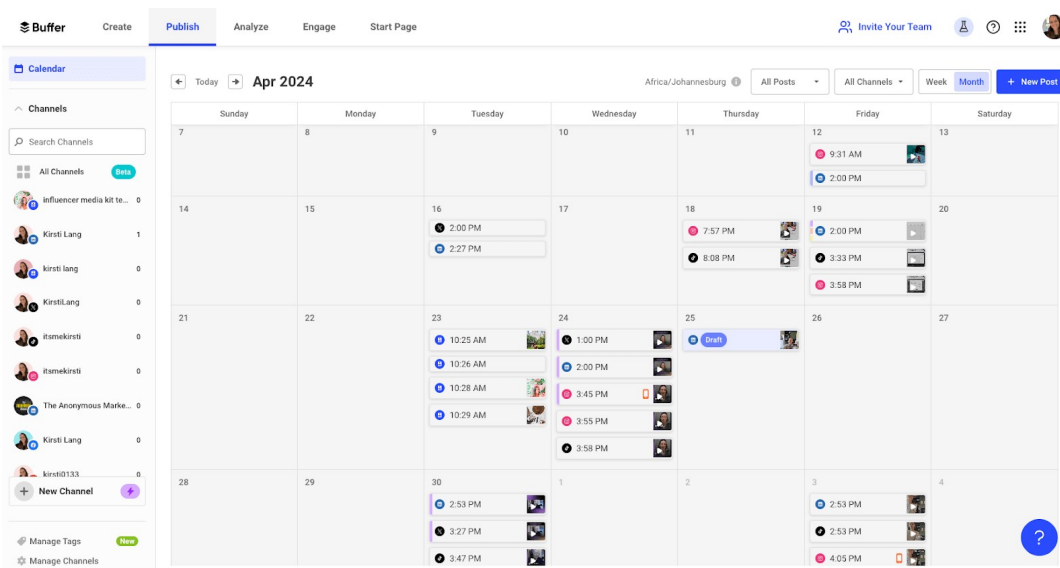 Buffer Create Publish Analyze Engage Start Page Invite Your Team ?
Calendar
Channels
Search Channels
All Channels Beta
influencer media kit te... 0
Kirsti Lang 1
kirsti lang 0
KirstiLang 0
itsmekirsti 0
itsmekirsti 0
The Anonymous Marke... 0
Kirsti Lang 0
kirsti0133 0
+ New Channel
Manage Tags New
Manage Channels
Today Apr 2024 Africa/Johannesburg All Posts All Channels Week Month + New Post
Sunday Monday Tuesday Wednesday Thursday Friday Saturday
7 8 9 10 11 12 13
9:31 AM
2:00 PM
14 15 16 17 18 19 20
2:00 PM 7:57 PM 2:00 PM
2:27 PM 8:08 PM 3:33 PM
3:58 PM
21 22 23 24 25 26 27
10:25 AM 1:00 PM Draft
10:26 AM 2:00 PM
10:28 AM 3:45 PM
10:29 AM 3:55 PM
3:58 PM
28 29 30 1 2 3 4
2:53 PM 2:53 PM
3:27 PM 2:53 PM
3:47 PM 4:05 PM
?